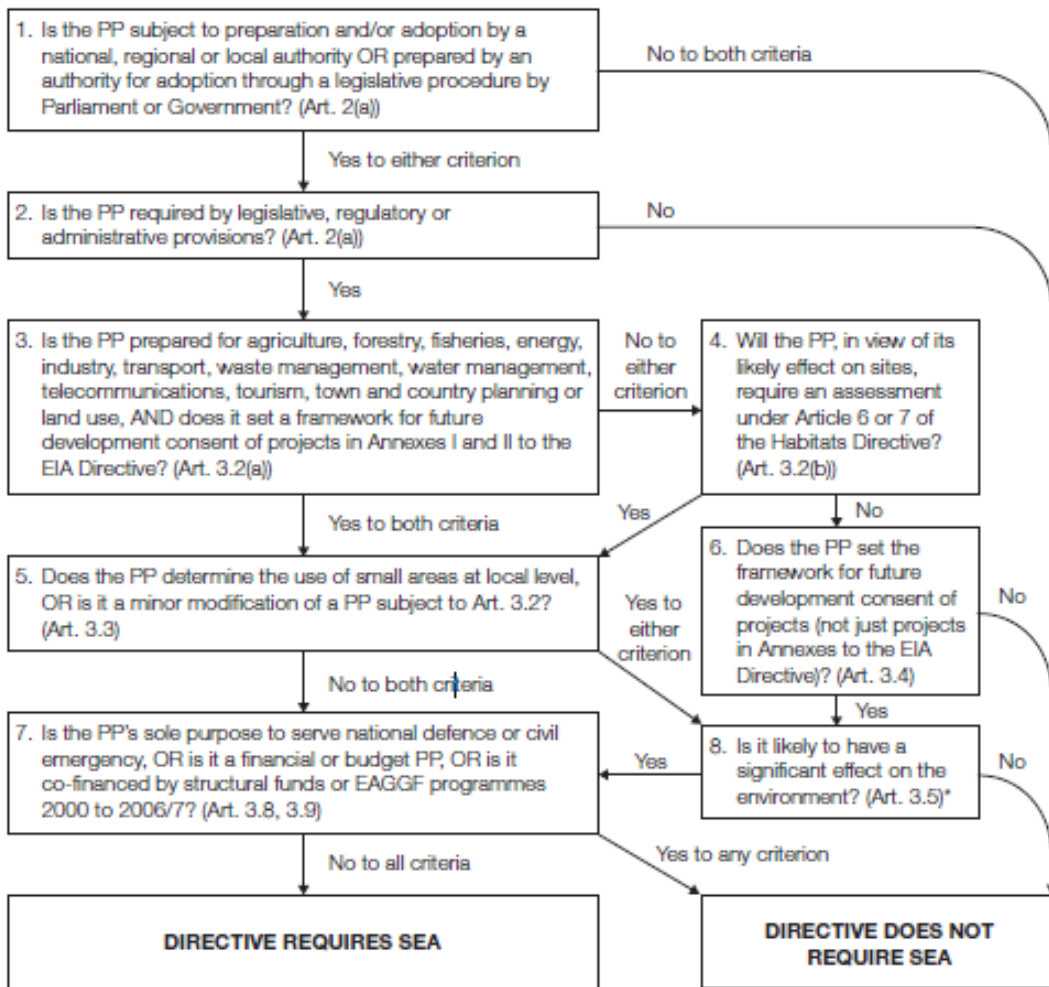 1. Is the PP subject to preparation and/or adoption by a
national, regional or local authority OR prepared by an
authority for adoption through a legislative procedure by
Parliament or Government? (Art. 2(a))
No to both criteria
Yes to either criterion
2. Is the PP required by legislative, regulatory or
administrative provisions? (Art. 2(a))
No
Yes
3. Is the PP prepared for agriculture, forestry, fisheries, energy,
industry, transport, waste management, water management,
telecommunications, tourism, town and country planning or
land use, AND does it set a framework for future
development consent of projects in Annexes I and II to the
EIA Directive? (Art. 3.2(a))
No to
either
criterion
4. Will the PP, in view of its
likely effect on sites,
require an assessment
under Article 6 or 7 of
the Habitats Directive?
(Art. 3.2(b))
Yes to both criteria
Yes
No
5. Does the PP determine the use of small areas at local level,
OR is it a minor modification of a PP subject to Art. 3.2?
(Art. 3.3)
Yes to
either
criterion
6. Does the PP set the
framework for future
development consent of
projects (not just projects
in Annexes to the EIA
Directive)? (Art. 3.4)
No
No to both criteria
Yes
7. Is the PP's sole purpose to serve national defence or civil
emergency, OR is it a financial or budget PP, OR is it
co-financed by structural funds or EAGGF programmes
2000 to 2006/7? (Art. 3.8, 3.9)
Yes
8. Is it likely to have a
significant effect on the
environment? (Art. 3.5)*
No
No to all criteria
Yes to any criterion
DIRECTIVE REQUIRES SEA
DIRECTIVE DOES NOT
REQUIRE SEA